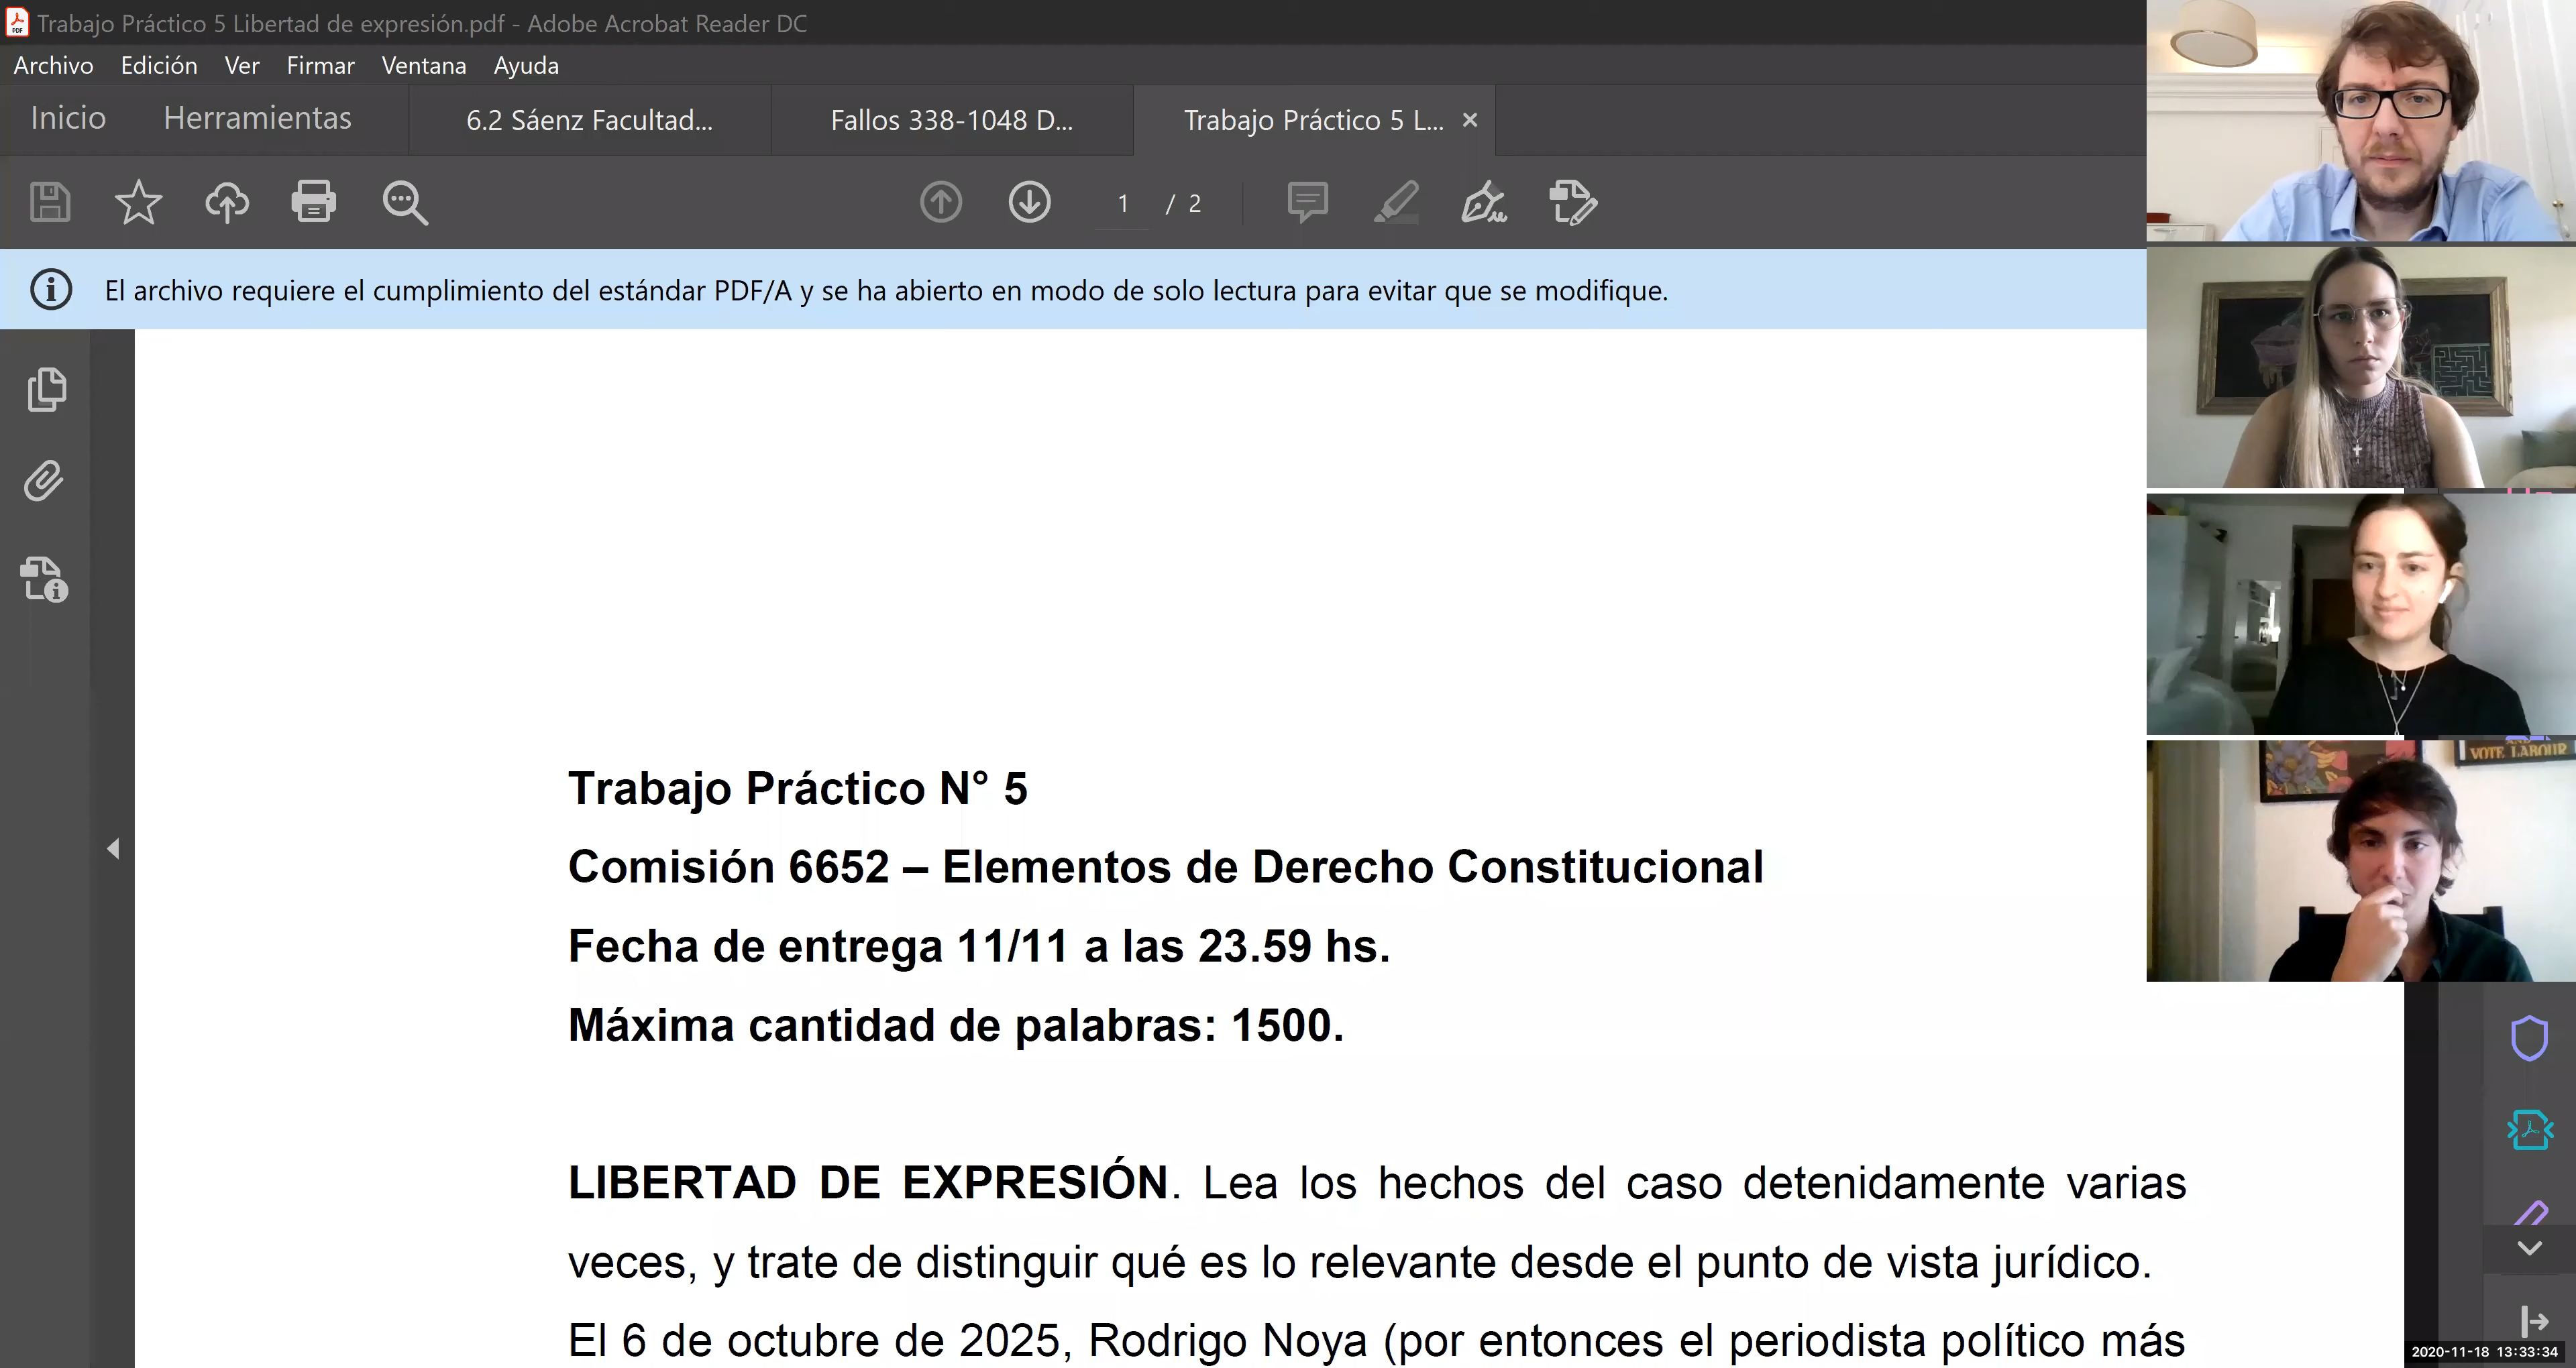 Trabajo Práctico 5 Libertad de expresión.pdf - Adobe Acrobat Reader DC
Archivo Edición Ver Firmar Ventana Ayuda
Inicio Herramientas 6.2 Sáenz Facultad... Fallos 338-1048 D... Trabajo Práctico 5 L... ×
1 / 2
El archivo requiere el cumplimiento del estándar PDF/A y se ha abierto en modo de solo lectura para evitar que se modifique.
VOTE LABOUR
Trabajo Práctico N° 5
Comisión 6652 – Elementos de Derecho Constitucional
Fecha de entrega 11/11 a las 23.59 hs.
Máxima cantidad de palabras: 1500.
LIBERTAD DE EXPRESIÓN. Lea los hechos del caso detenidamente varias
veces, y trate de distinguir qué es lo relevante desde el punto de vista jurídico.
El 6 de octubre de 2025, Rodrigo Noya (por entonces el periodista político más
2020-11-18 13:33:34